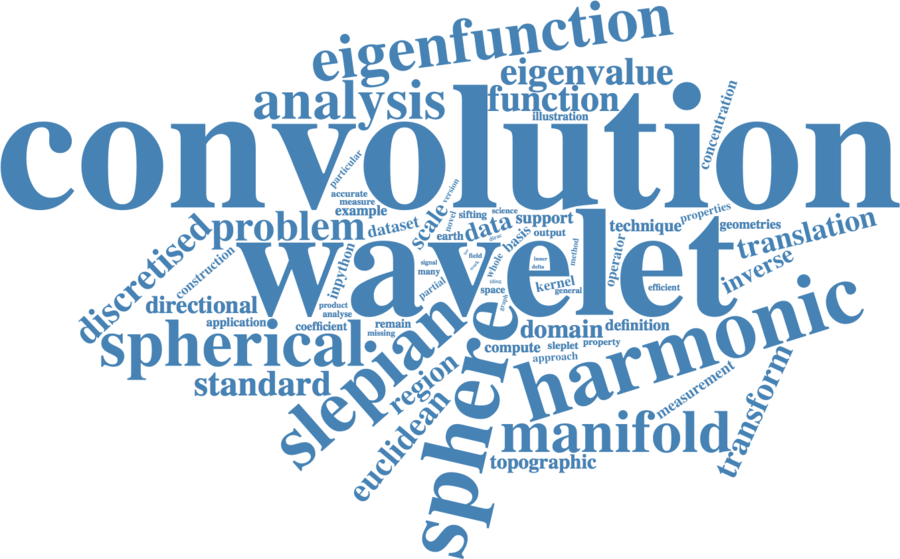 eigenfunction
eigenvalue
analysis
function
illustration
concentration
convolution
particular
accurate
measure
example
version
novel
sifting
science
scale
dataset
data
earth
basis
support
output
technique
properties
geometries
translation
inverse
problem
discretised
construction
inpython
wavelet
signal
many
field
whole
inner
delta
method
operator
efficient
partial
space
kernel
general
graph
directional
product
analyse
application
coefficient
remain
missing
spherical
slepian
sphere
domain
definition
compute
sleplet
property
approach
harmonic
standard
region
euclidean
measurement
transform
manifold
topographic